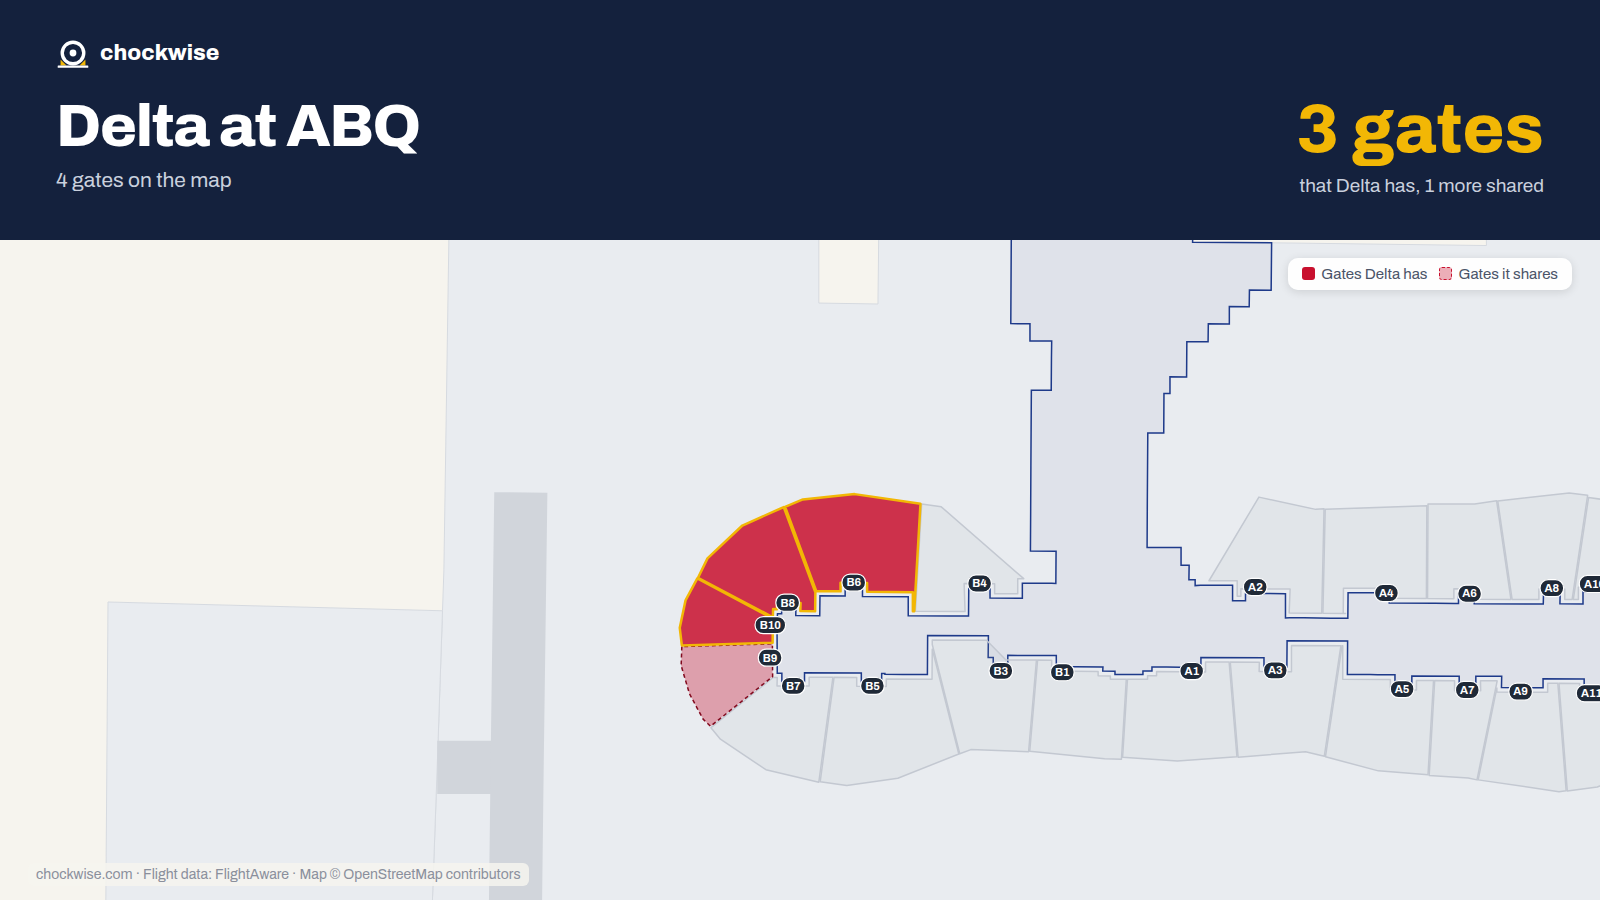 chockwise
Delta at ABQ
4 gates on the map
3 gates
that Delta has, 1 more shared
Gates Delta has
Gates it shares
B6
B4
B8
B10
B9
B7
B5
B3
B1
A1
A3
A2
A4
A6
A8
A10
A5
A7
A9
A11
chockwise.com · Flight data: FlightAware · Map © OpenStreetMap contributors